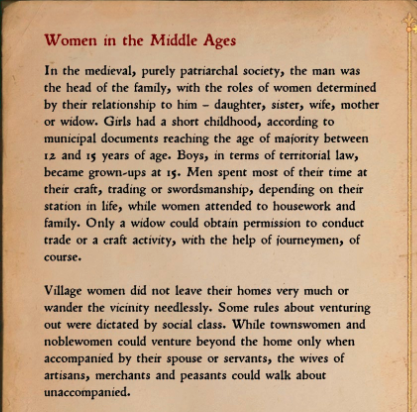 Women in the Middle Ages
In the medieval, purely patriarchal society, the man was
the head of the family, with the roles of women determined
by their relationship to him – daughter, sister, wife, mother
or widow. Girls had a short childhood, according to
municipal documents reaching the age of majority between
12 and 15 years of age. Boys, in terms of territorial law,
became grown-ups at 15. Men spent most of their time at
their craft, trading or swordsmanship, depending on their
station in life, while women attended to housework and
family. Only a widow could obtain permission to conduct
trade or a craft activity, with the help of journeymen, of
course.
Village women did not leave their homes very much or
wander the vicinity needlessly. Some rules about venturing
out were dictated by social class. While townswomen and
noblewomen could venture beyond the home only when
accompanied by their spouse or servants, the wives of
artisans, merchants and peasants could walk about
unaccompanied.